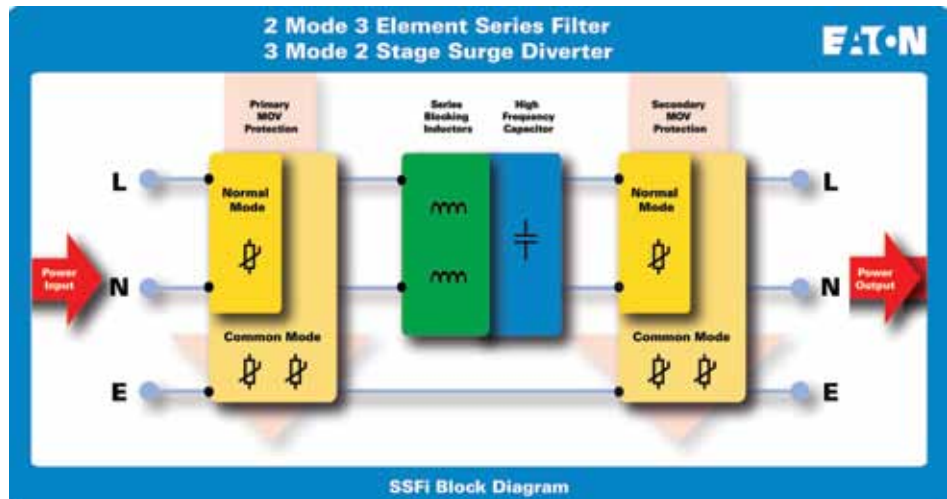 2 Mode 3 Element Series Filter
3 Mode 2 Stage Surge Diverter
EATON
Primary
MOV
Protection
Series
Blocking
Inductors
High
Frequency
Capacitor
Secondary
MOV
Protection
L
Normal
Mode
Normal
Mode
L
Power
Input
N
N
Power
Output
Common Mode
Common Mode
E
E
SSFi Block Diagram